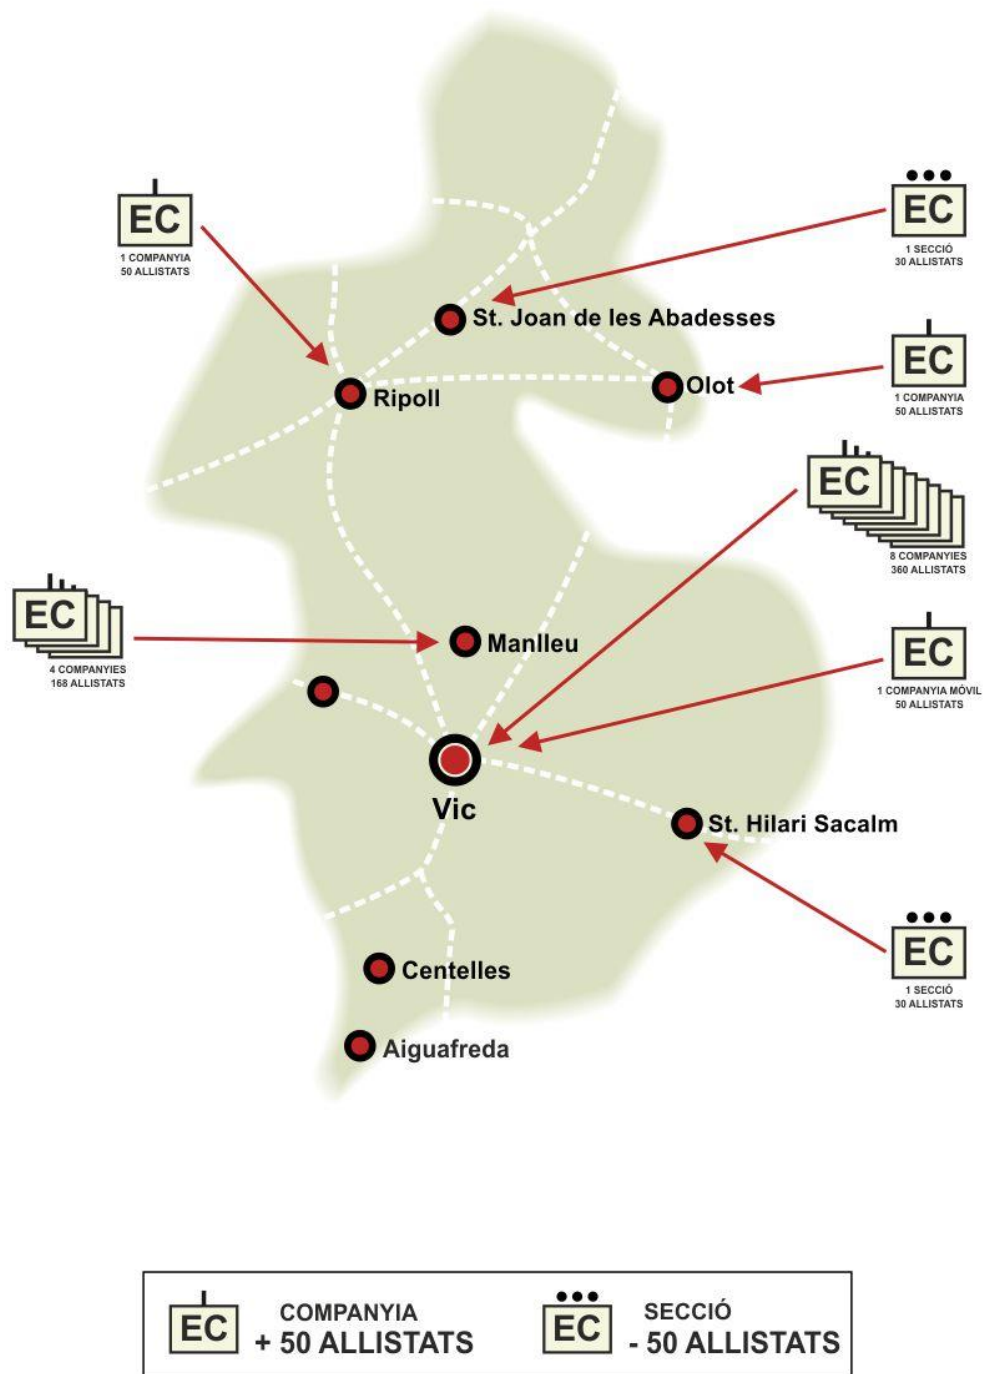 EC
1 COMPANYIA
50 ALLISTATS
EC
1 SECCIÓ
30 ALLISTATS
St. Joan de les Abadesses
EC
1 COMPANYIA
50 ALLISTATS
Olot
Ripoll
EC
8 COMPANYIES
360 ALLISTATS
EC
4 COMPANYIES
168 ALLISTATS
Manlleu
EC
1 COMPANYIA MÓVIL
50 ALLISTATS
Vic
St. Hilari Sacalm
EC
1 SECCIÓ
30 ALLISTATS
Centelles
Aiguafreda
EC
COMPANYIA
+ 50 ALLISTATS
EC
SECCIÓ
- 50 ALLISTATS